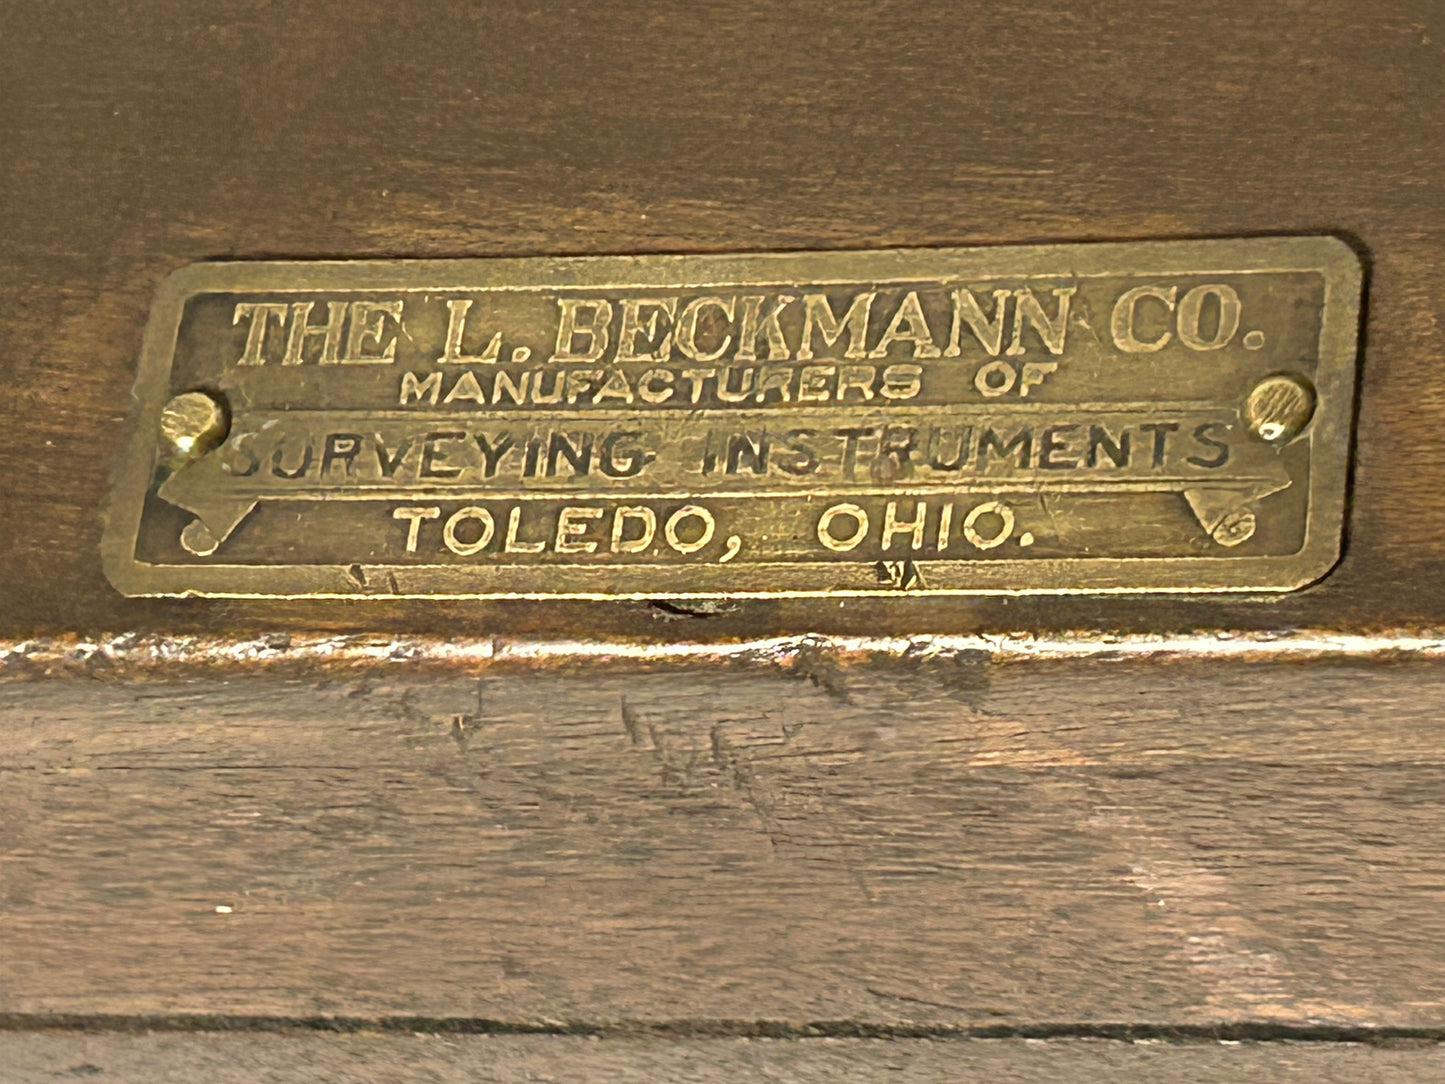 THE L. BECKMANN CO.
MANUFACTURERS OF
SURVEYING INSTRUMENTS
TOLEDO, OHIO.